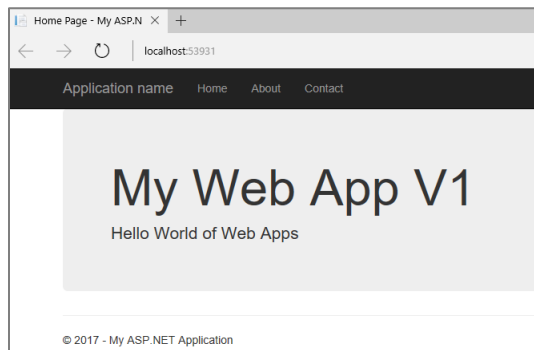 Home Page - My ASP.N
localhost:53931
Application name Home About Contact
My Web App V1
Hello World of Web Apps
© 2017 - My ASP.NET Application